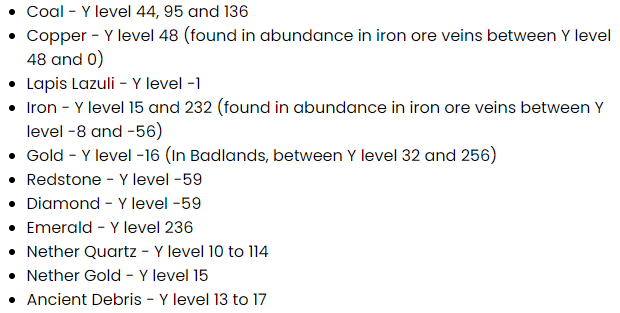 Coal - Y level 44, 95 and 136
Copper - Y level 48 (found in abundance in iron ore veins between Y level
48 and 0)
Lapis Lazuli - Y level -1
Iron - Y level 15 and 232 (found in abundance in iron ore veins between Y
level -8 and -56)
Gold - Y level -16 (In Badlands, between Y level 32 and 256)
Redstone - Y level -59
Diamond - Y level -59
Emerald - Y level 236
Nether Quartz - Y level 10 to 114
Nether Gold - Y level 15
Ancient Debris - Y level 13 to 17